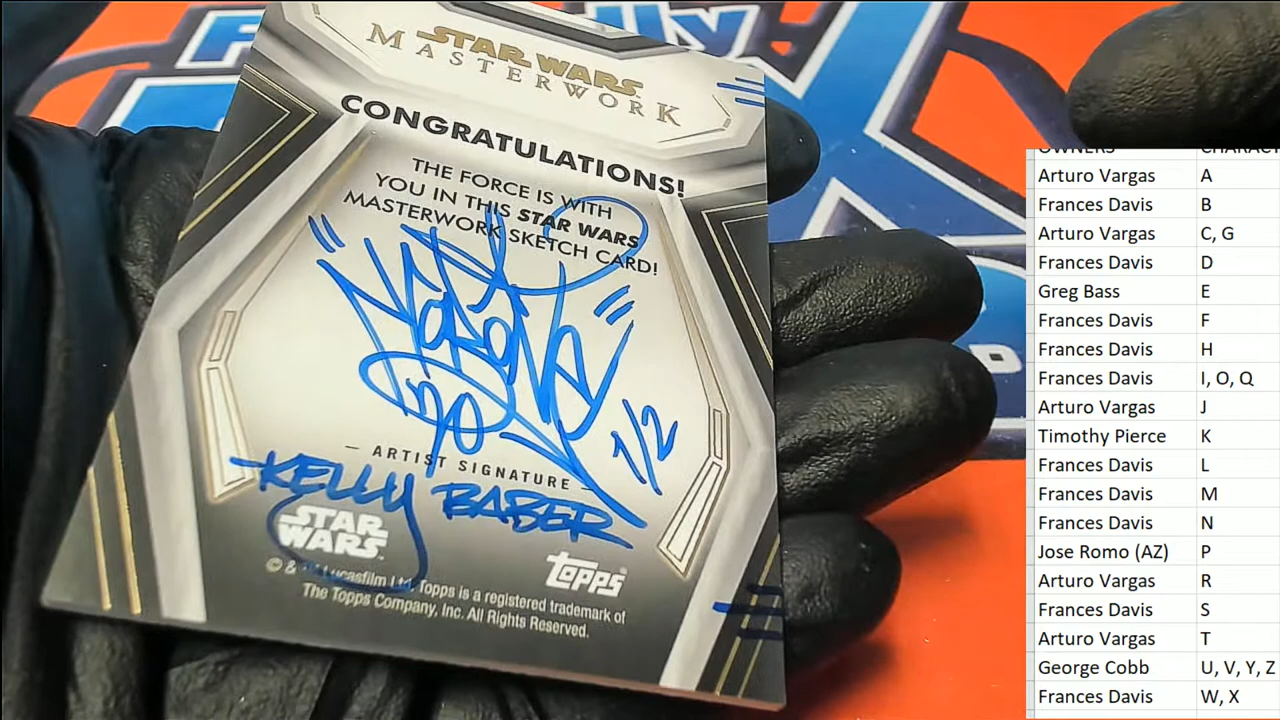 STAR WARS
MASTERWORK
CONGRATULATIONS!
THE FORCE IS WITH
YOU IN THIS STAR WARS
MASTERWORK SKETCH CARD!
'20
1/2
— ARTIST SIGNATURE —
KELLY BABER
STAR
WARS
topps
Lucasfilm Ltd. Topps is a registered trademark of
The Topps Company, Inc. All Rights Reserved.
OWNERS
Arturo Vargas A
Frances Davis B
Arturo Vargas C, G
Frances Davis D
Greg Bass E
Frances Davis F
Frances Davis H
Frances Davis I, O, Q
Arturo Vargas J
Timothy Pierce K
Frances Davis L
Frances Davis M
Frances Davis N
Jose Romo (AZ) P
Arturo Vargas R
Frances Davis S
Arturo Vargas T
George Cobb U, V, Y, Z
Frances Davis W, X